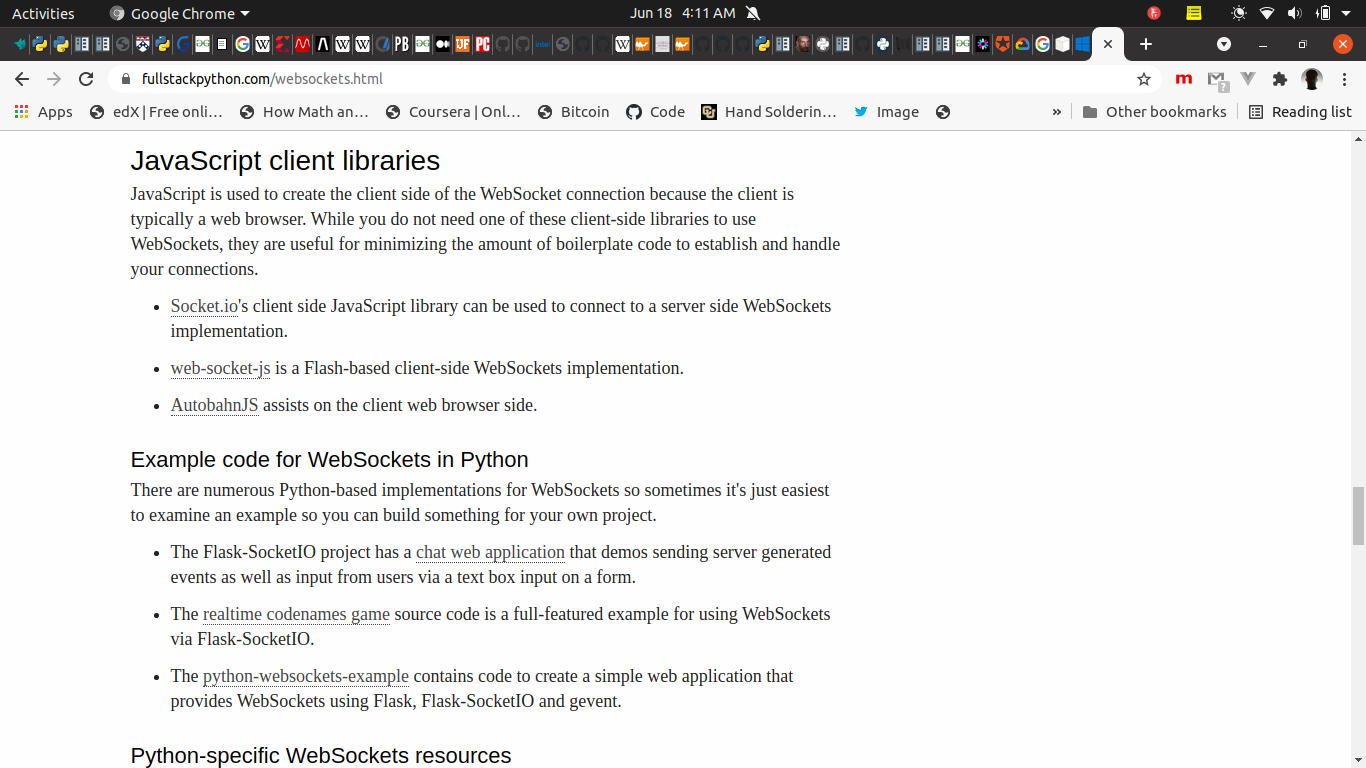 Activities
Google Chrome
Jun 18 4:11 AM
fullstackpython.com/websockets.html
Apps
edX | Free onli…
How Math an…
Coursera | Onl…
Bitcoin
Code
Hand Solderin…
Image
»
Other bookmarks
Reading list
JavaScript client libraries
JavaScript is used to create the client side of the WebSocket connection because the client is
typically a web browser. While you do not need one of these client-side libraries to use
WebSockets, they are useful for minimizing the amount of boilerplate code to establish and handle
your connections.
• Socket.io's client side JavaScript library can be used to connect to a server side WebSockets
implementation.
• web-socket-js is a Flash-based client-side WebSockets implementation.
• AutobahnJS assists on the client web browser side.
Example code for WebSockets in Python
There are numerous Python-based implementations for WebSockets so sometimes it's just easiest
to examine an example so you can build something for your own project.
• The Flask-SocketIO project has a chat web application that demos sending server generated
events as well as input from users via a text box input on a form.
• The realtime codenames game source code is a full-featured example for using WebSockets
via Flask-SocketIO.
• The python-websockets-example contains code to create a simple web application that
provides WebSockets using Flask, Flask-SocketIO and gevent.
Python-specific WebSockets resources